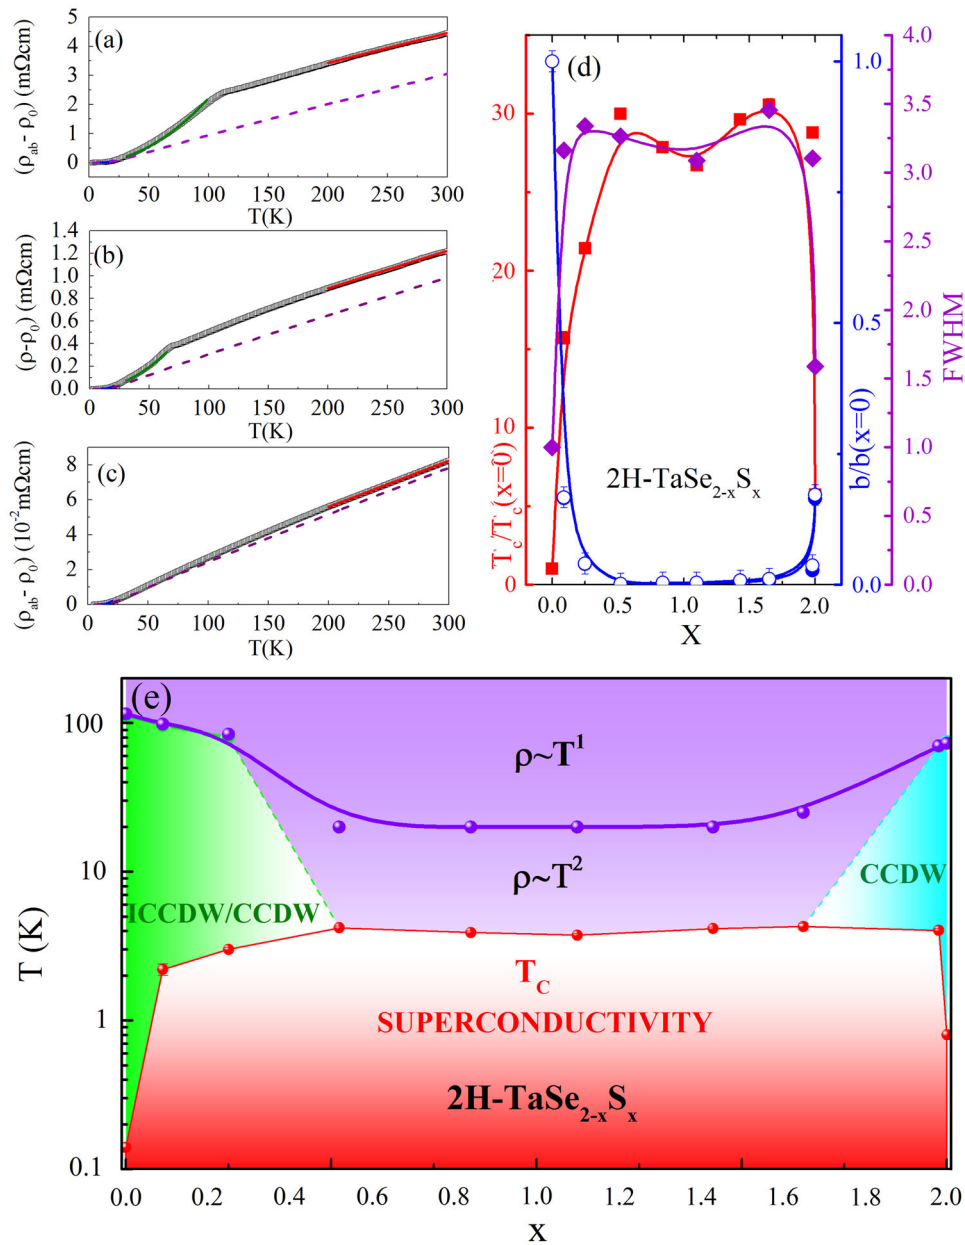 (a)
(ρab - ρ0) (mΩcm)
5
4
3
2
1
0
0 50 100 150 200 250 300
T(K)
(b)
(ρ-ρ0) (mΩcm)
1.4
1.2
1.0
0.8
0.6
0.4
0.2
0.0
0 50 100 150 200 250 300
T(K)
(c)
(ρab - ρ0) (10-2mΩcm)
8
6
4
2
0
0 50 100 150 200 250 300
T(K)
(d)
Tc/Tc(x=0)
30
20
10
0
b/b(x=0)
1.0
0.5
0.0
FWHM
4.0
3.5
3.0
2.5
2.0
1.5
1.0
0.5
0.0
2H-TaSe2-xSx
0.0 0.5 1.0 1.5 2.0
X
(e)
T (K)
100
10
1
0.1
ρ~T1
ρ~T2
ICCDW/CCDW
CCDW
TC
SUPERCONDUCTIVITY
2H-TaSe2-xSx
0.0 0.2 0.4 0.6 0.8 1.0 1.2 1.4 1.6 1.8 2.0
x